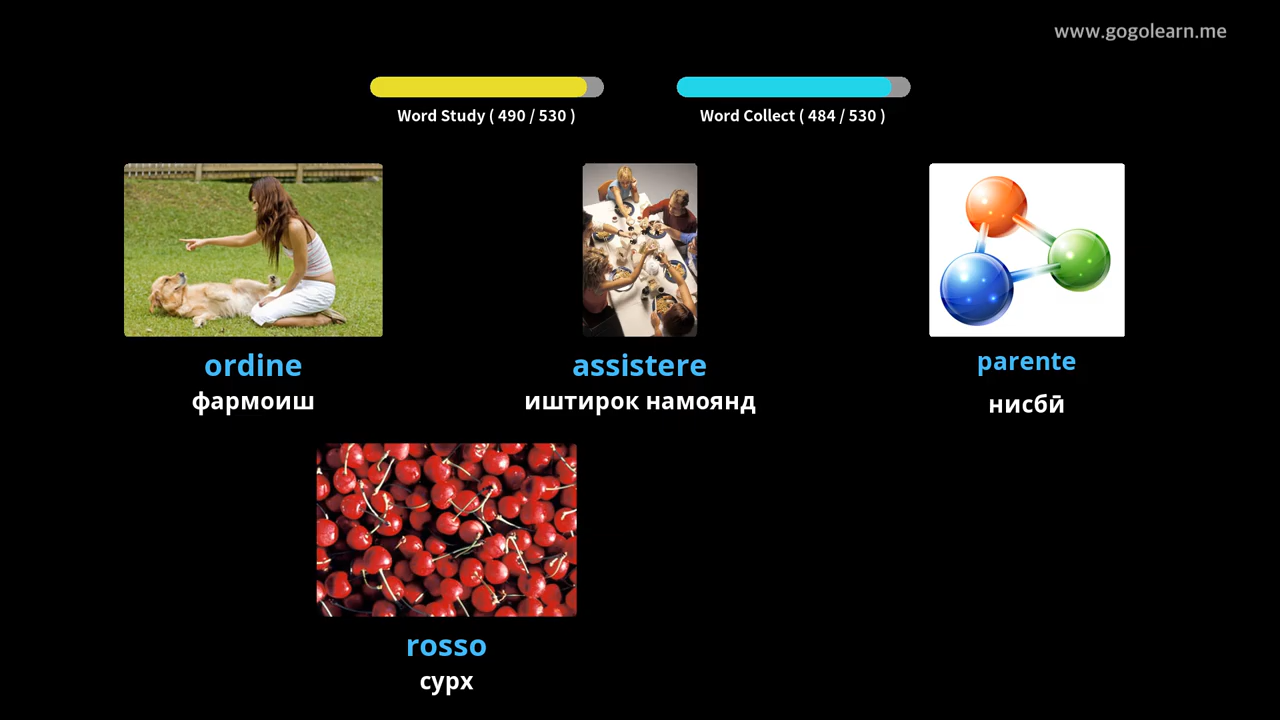 www.gogolearn.me
Word Study ( 490 / 530 )
Word Collect ( 484 / 530 )
ordine
фармоиш
assistere
иштирок намоянд
parente
нисбӣ
rosso
сурх